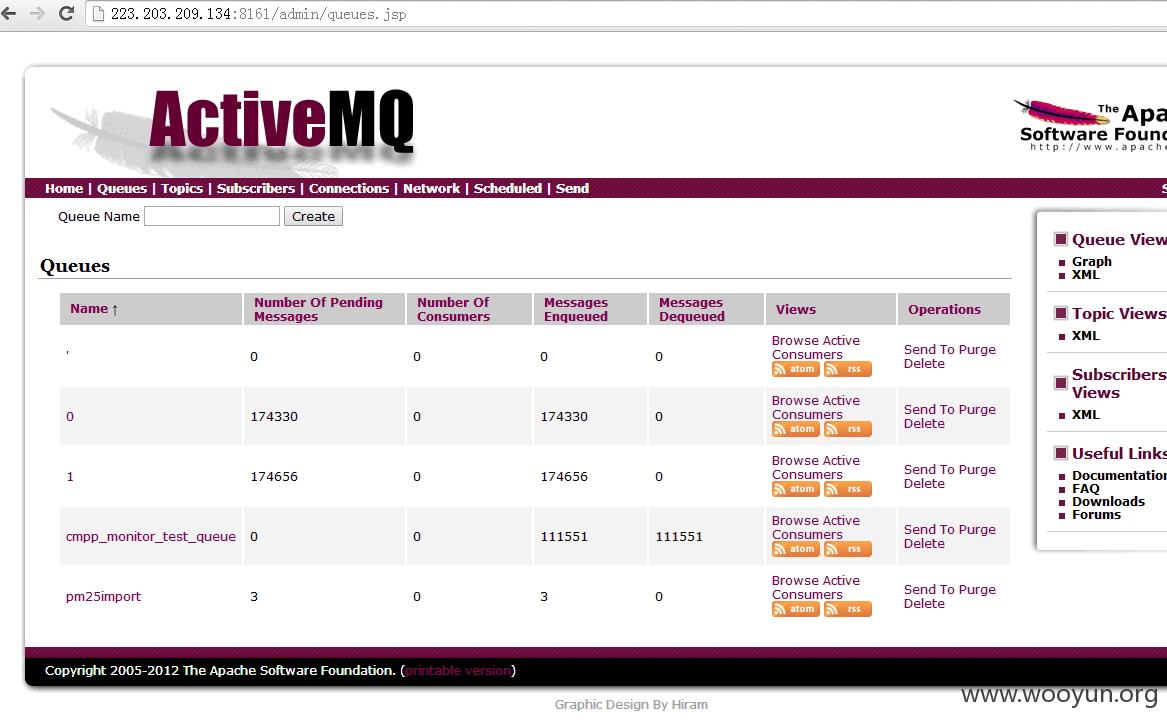 223.203.209.134:8161/admin/queues.jsp
ActiveMQ
The Apa
Software Found
http://www.apache
Home | Queues | Topics | Subscribers | Connections | Network | Scheduled | Send
S
Queue Name Create
Queues
Name ↑ Number Of Pending Messages Number Of Consumers Messages Enqueued Messages Dequeued Views Operations
' 0 0 0 0 Browse Active Consumers atom rss Send To Purge Delete
0 174330 0 174330 0 Browse Active Consumers atom rss Send To Purge Delete
1 174656 0 174656 0 Browse Active Consumers atom rss Send To Purge Delete
cmpp_monitor_test_queue 0 0 111551 111551 Browse Active Consumers atom rss Send To Purge Delete
pm25import 3 0 3 0 Browse Active Consumers atom rss Send To Purge Delete
Queue View
Graph
XML
Topic Views
XML
Subscribers
Views
XML
Useful Links
Documentation
FAQ
Downloads
Forums
Copyright 2005-2012 The Apache Software Foundation. (printable version)
Graphic Design By Hiram
www.wooyun.org